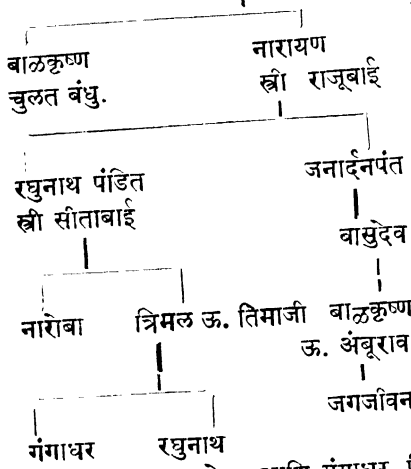 बाळकृष्ण
चुलत बंधु.
नारायण
स्त्री राजूबाई
रघुनाथ पंडित
स्त्री सीताबाई
जनार्दनपंत
वासुदेव
नारोबा
त्रिमल ऊ. तिमाजी
बाळकृष्ण
ऊ. अंबूराव
जगजीवन
गंगाधर
रघुनाथ